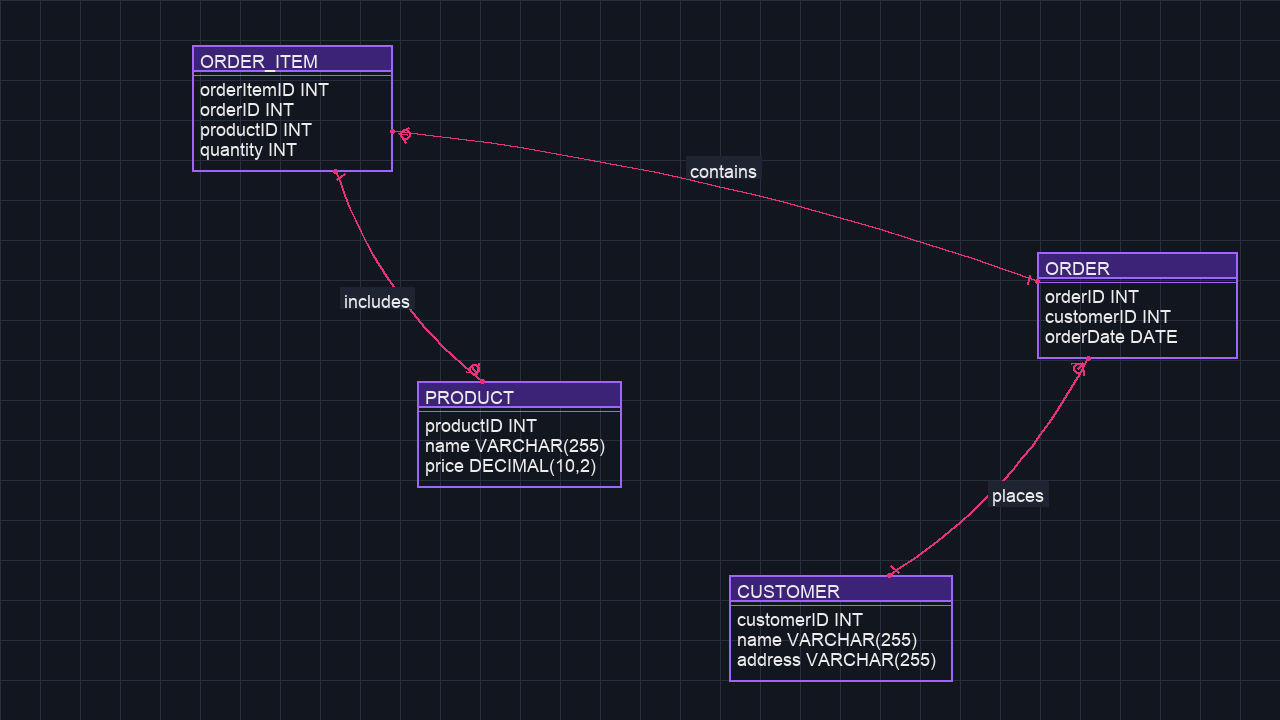 ORDER_ITEM
orderItemID INT
orderID INT
productID INT
quantity INT
contains
ORDER
orderID INT
customerID INT
orderDate DATE
includes
PRODUCT
productID INT
name VARCHAR(255)
price DECIMAL(10,2)
places
CUSTOMER
customerID INT
name VARCHAR(255)
address VARCHAR(255)